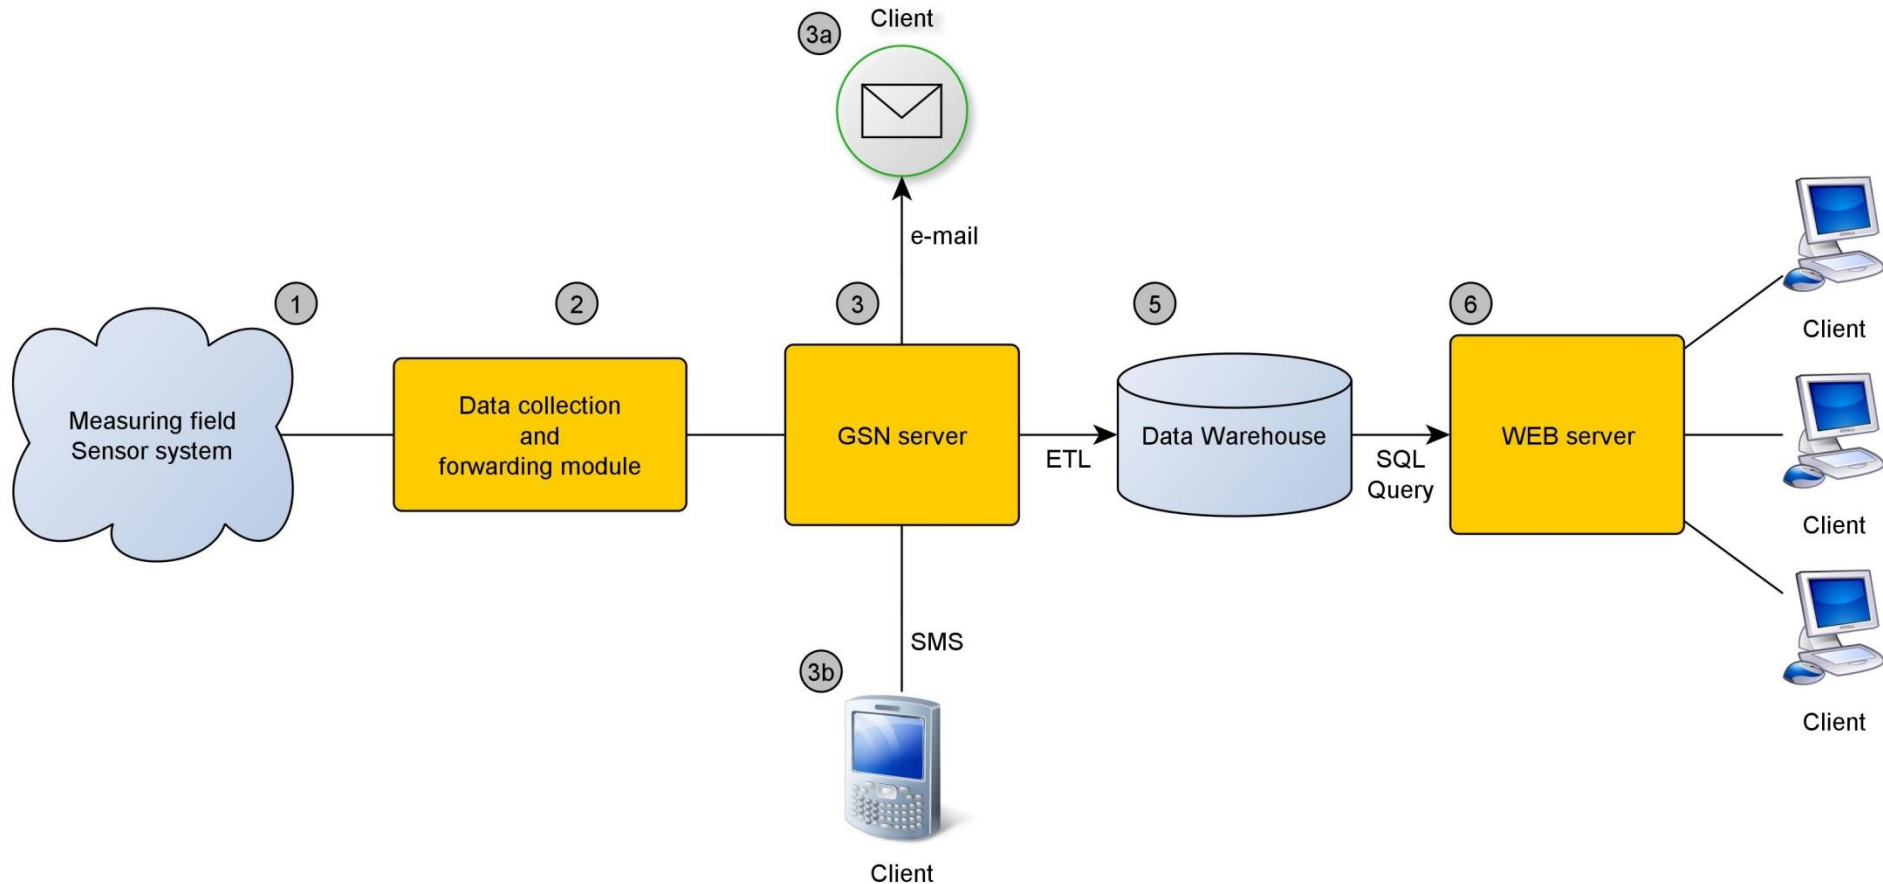 3a
Client
e-mail
1
2
3
5
6
Measuring field
Sensor system
Data collection
and
forwarding module
GSN server
ETL
Data Warehouse
SQL
Query
WEB server
Client
Client
Client
SMS
3b
Client